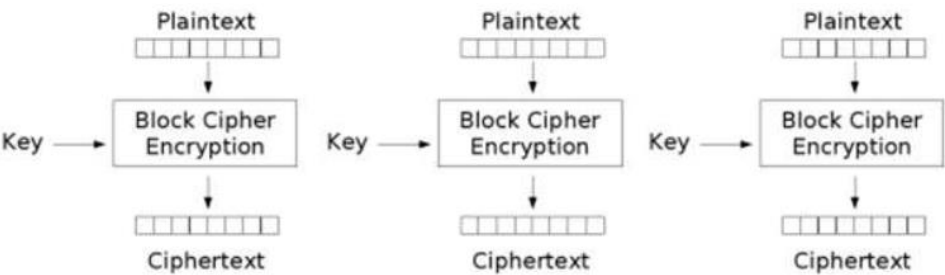 Plaintext Plaintext Plaintext
Key Block Cipher Encryption Key Block Cipher Encryption Key Block Cipher Encryption
Ciphertext Ciphertext Ciphertext